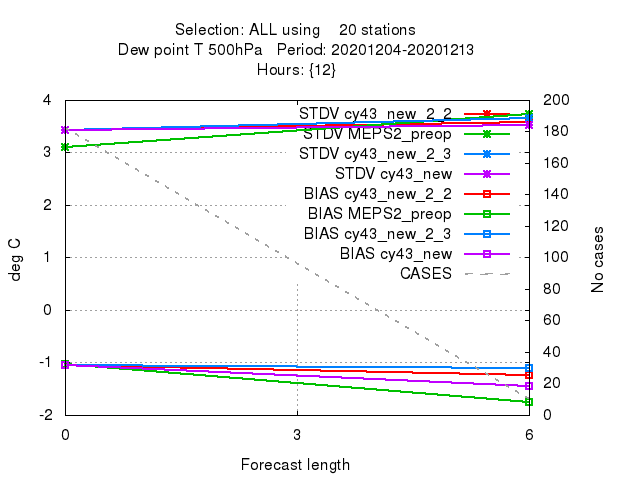 Selection: ALL using    20 stations
Dew point T 500hPa   Period: 20201204-20201213
Hours: {12}
4
3
2
1
0
-1
-2
deg C
200
180
160
140
120
100
80
60
40
20
0
No cases
STDV cy43_new_2_2
STDV MEPS2_preop
STDV cy43_new_2_3
STDV cy43_new
BIAS cy43_new_2_2
BIAS MEPS2_preop
BIAS cy43_new_2_3
BIAS cy43_new
CASES
0
3
6
Forecast length